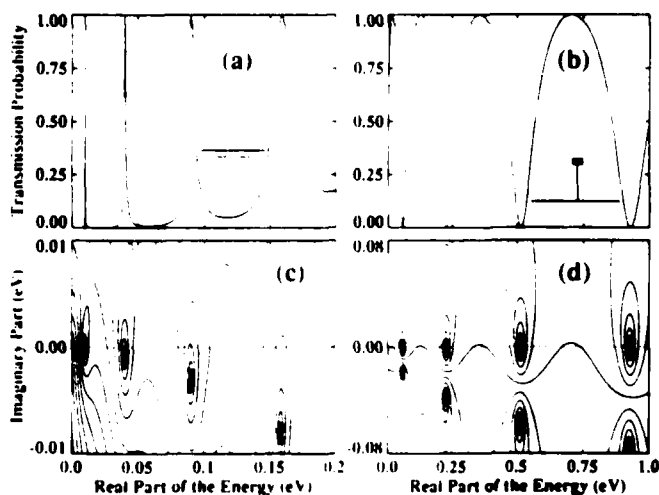 Transmission Probability
1.00
0.75
0.50
0.25
0.00
(a)
1.00
0.75
0.50
0.25
0.00
(b)
Imaginary Part (eV)
0.01
0.00
-0.01
(c)
0.08
0.00
-0.08
(d)
0.0 0.05 0.1 0.15 0.2
0.0 0.25 0.5 0.75 1.0
Real Part of the Energy (eV)
Real Part of the Energy (eV)